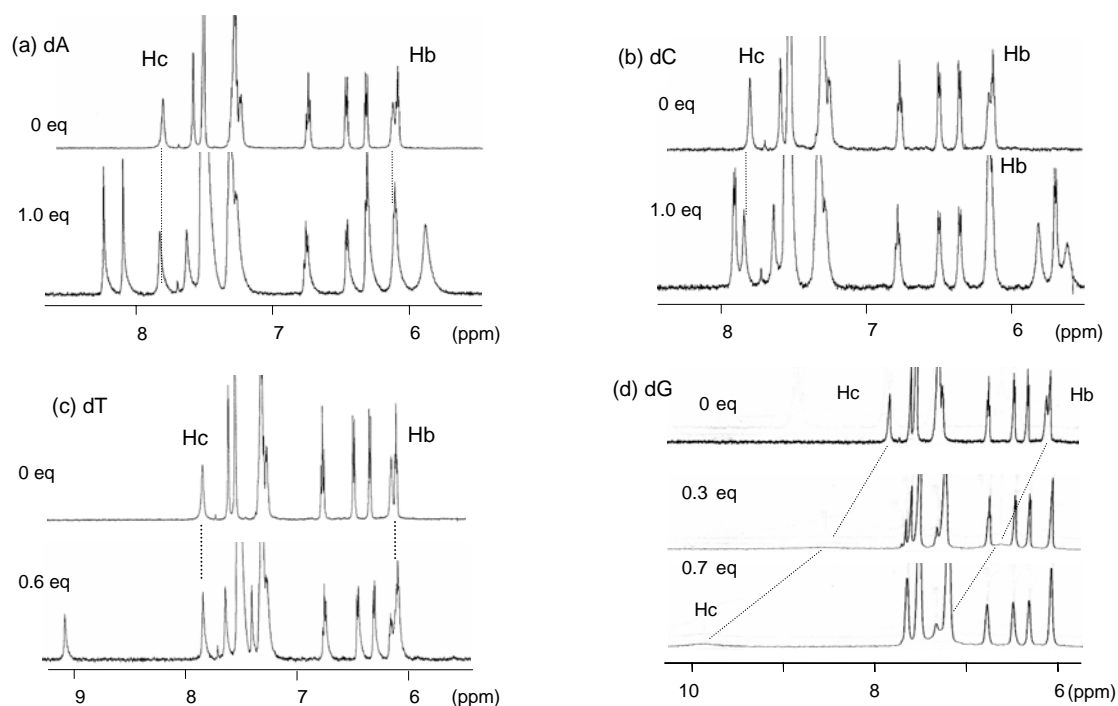 (a) dA
Hc
Hb
0 eq
1.0 eq
8
7
6
(ppm)
(b) dC
Hc
Hb
0 eq
Hb
1.0 eq
8
7
6
(ppm)
(c) dT
Hc
Hb
0 eq
0.6 eq
9
8
7
6
(ppm)
(d) dG
Hc
0 eq
Hb
0.3 eq
0.7 eq
Hc
10
8
6
(ppm)